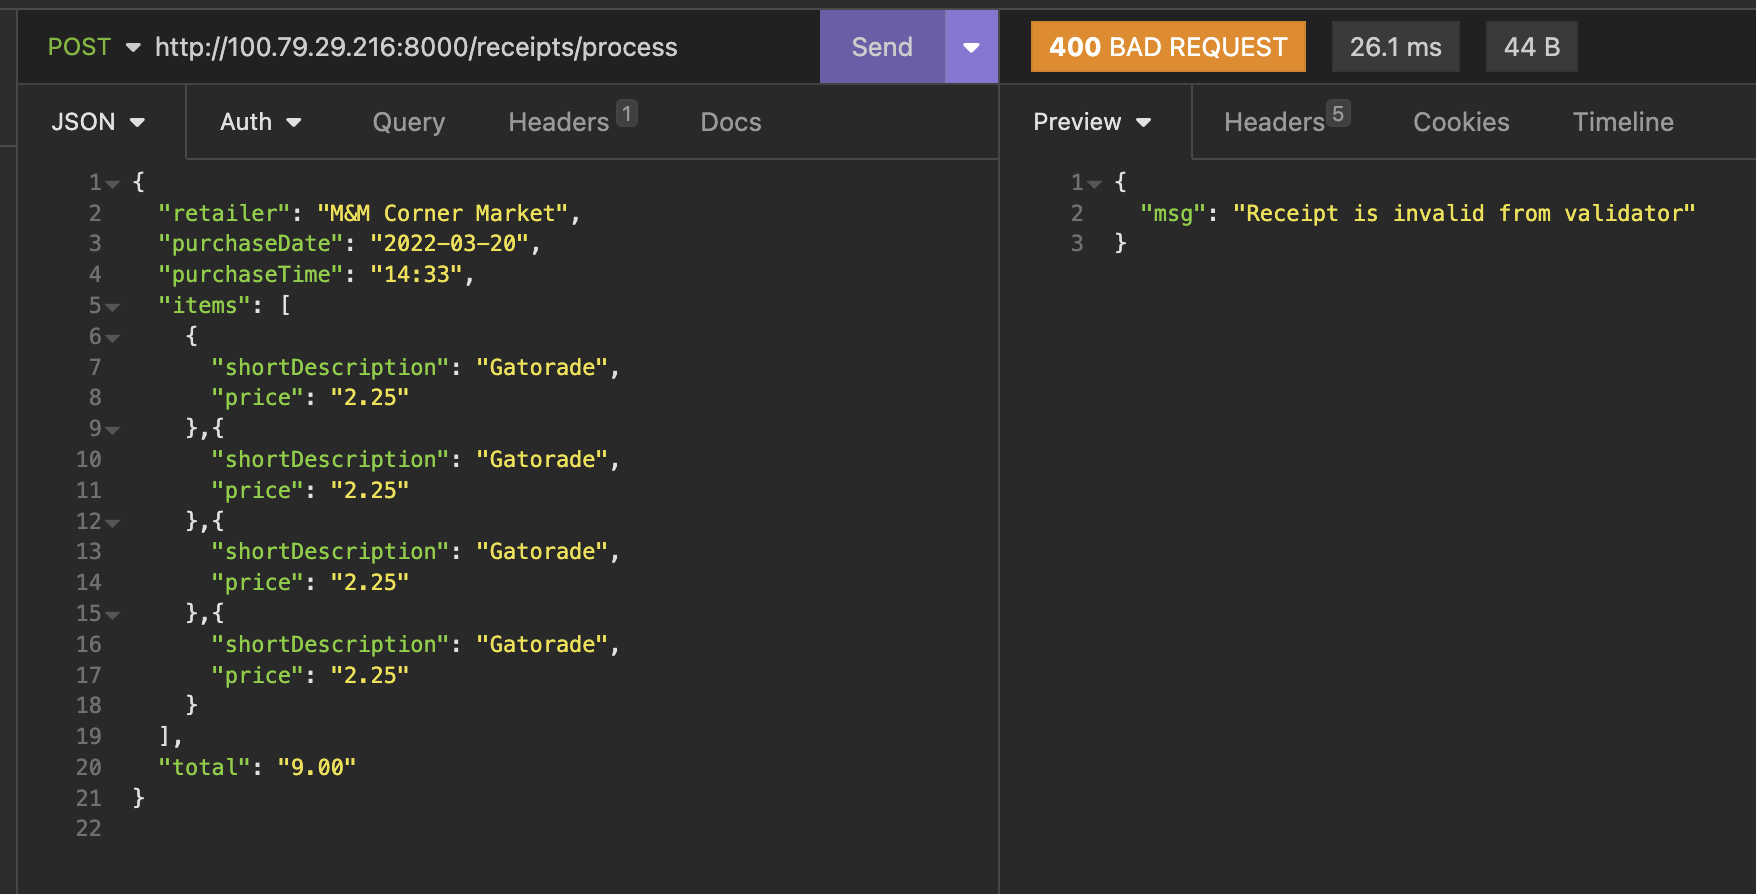 POST http://100.79.29.216:8000/receipts/process Send 400 BAD REQUEST 26.1 ms 44 B
JSON Auth Query Headers 1 Docs
Preview Headers 5 Cookies Timeline
1 {
2 "retailer": "M&M Corner Market",
3 "purchaseDate": "2022-03-20",
4 "purchaseTime": "14:33",
5 "items": [
6 {
7 "shortDescription": "Gatorade",
8 "price": "2.25"
9 },{
10 "shortDescription": "Gatorade",
11 "price": "2.25"
12 },{
13 "shortDescription": "Gatorade",
14 "price": "2.25"
15 },{
16 "shortDescription": "Gatorade",
17 "price": "2.25"
18 }
19 ],
20 "total": "9.00"
21 }
22
1 {
2 "msg": "Receipt is invalid from validator"
3 }